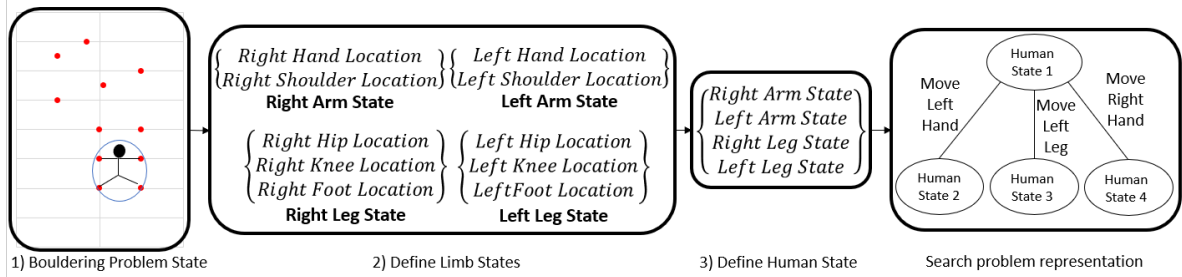 {Right Hand Location
Right Shoulder Location}
Right Arm State
{Left Hand Location
Left Shoulder Location}
Left Arm State
{Right Hip Location
Right Knee Location
Right Foot Location}
Right Leg State
{Left Hip Location
Left Knee Location
LeftFoot Location}
Left Leg State
{Right Arm State
Left Arm State
Right Leg State
Left Leg State}
Human
State 1
Move
Left
Hand
Move
Left
Leg
Move
Right
Hand
Human
State 2
Human
State 3
Human
State 4
1) Bouldering Problem State
2) Define Limb States
3) Define Human State
Search problem representation